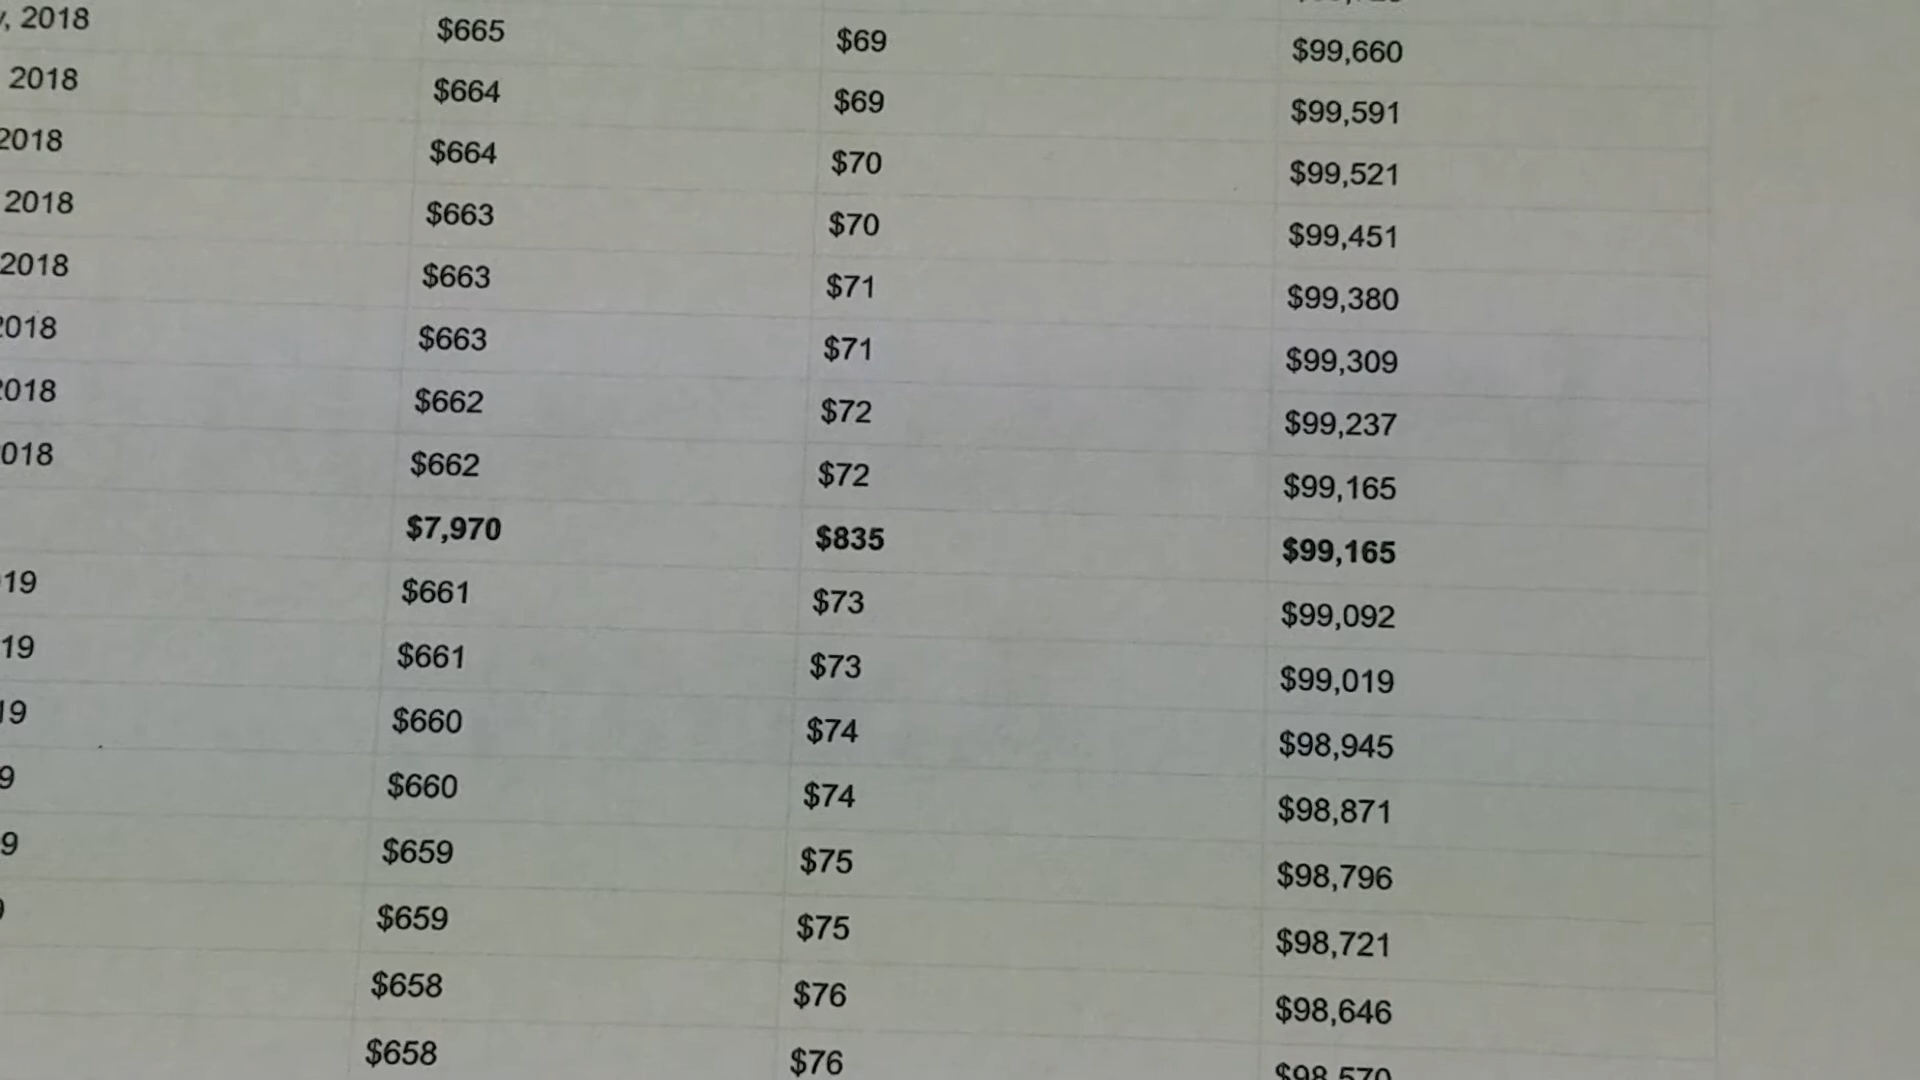 , 2018 $665 $69 $99,660
2018 $664 $69 $99,591
2018 $664 $70 $99,521
2018 $663 $70 $99,451
2018 $663 $71 $99,380
2018 $663 $71 $99,309
018 $662 $72 $99,237
018 $662 $72 $99,165
$7,970 $835 $99,165
19 $661 $73 $99,092
19 $661 $73 $99,019
19 $660 $74 $98,945
9 $660 $74 $98,871
9 $659 $75 $98,796
$659 $75 $98,721
$658 $76 $98,646
$658 $76 $98,570